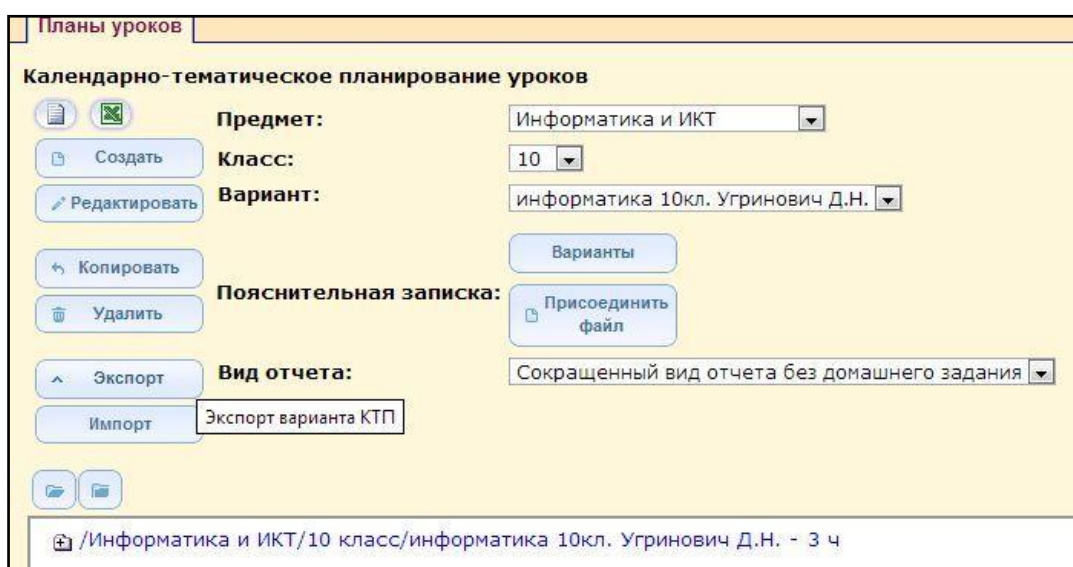 Планы уроков
Календарно-тематическое планирование уроков
Предмет: Информатика и ИКТ
Создать Класс: 10
Редактировать Вариант: информатика 10кл. Угринович Д.Н.
Варианты
Копировать
Пояснительная записка: Присоединить
Удалить файл
Экспорт Вид отчета: Сокращенный вид отчета без домашнего задания
Импорт Экспорт варианта КТП
/Информатика и ИКТ/10 класс/информатика 10кл. Угринович Д.Н. - 3 ч